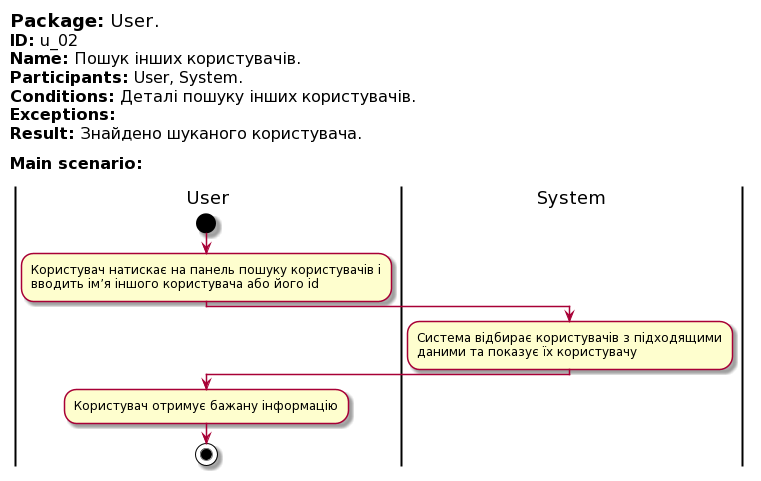 Package: User.
ID: u_02
Name: Пошук інших користувачів.
Participants: User, System.
Conditions: Деталі пошуку інших користувачів.
Exceptions:
Result: Знайдено шуканого користувача.
Main scenario:
User
System
Користувач натискає на панель пошуку користувачів і
вводить ім’я іншого користувача або його id
Система відбирає користувачів з підходящими
даними та показує їх користувачу
Користувач отримує бажану інформацію